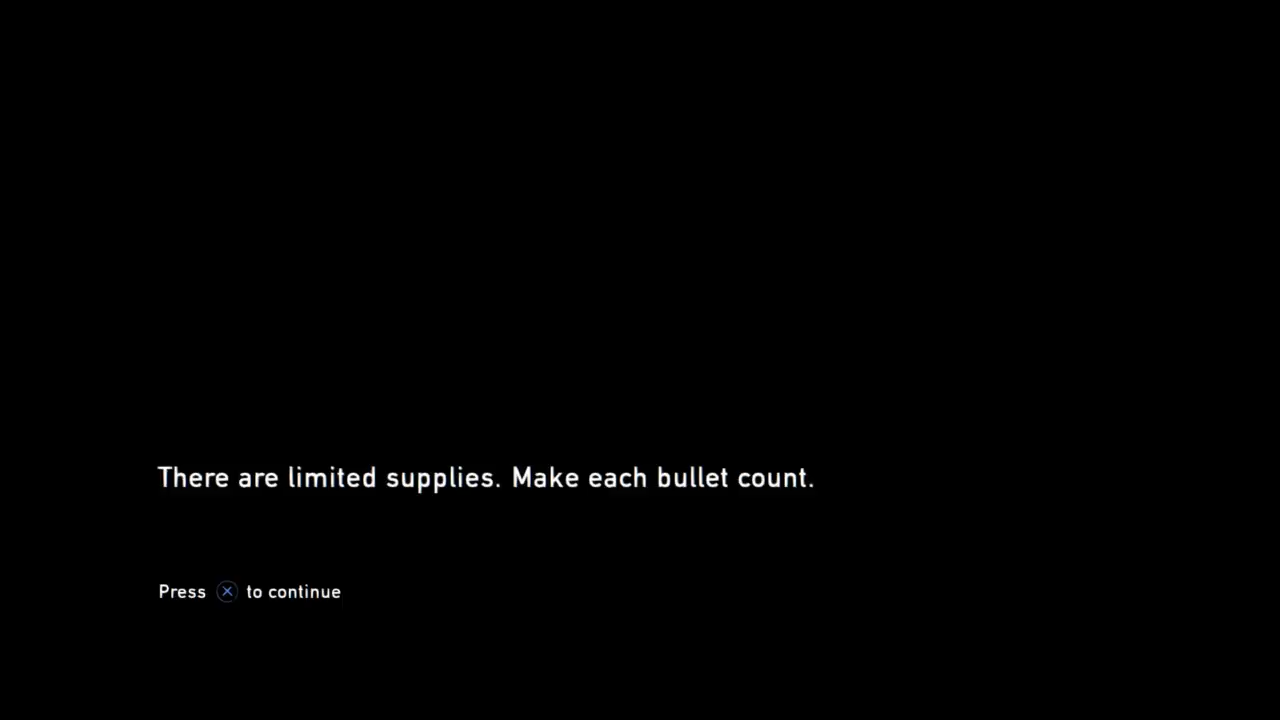 There are limited supplies. Make each bullet count.
Press ⓧ to continue